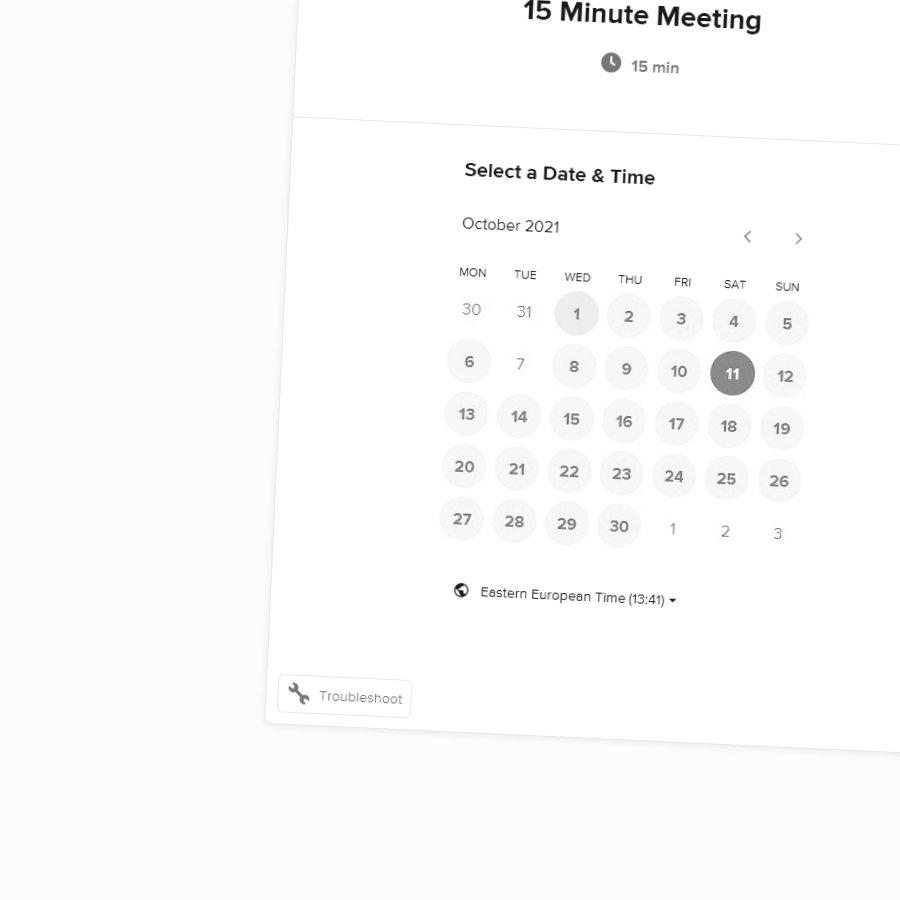 15 Minute Meeting
15 min
Select a Date & Time
October 2021
MON TUE WED THU FRI SAT SUN
30 31 1 2 3 4 5
6 7 8 9 10 11 12
13 14 15 16 17 18 19
20 21 22 23 24 25 26
27 28 29 30 1 2 3
Eastern European Time (13:41)
Troubleshoot